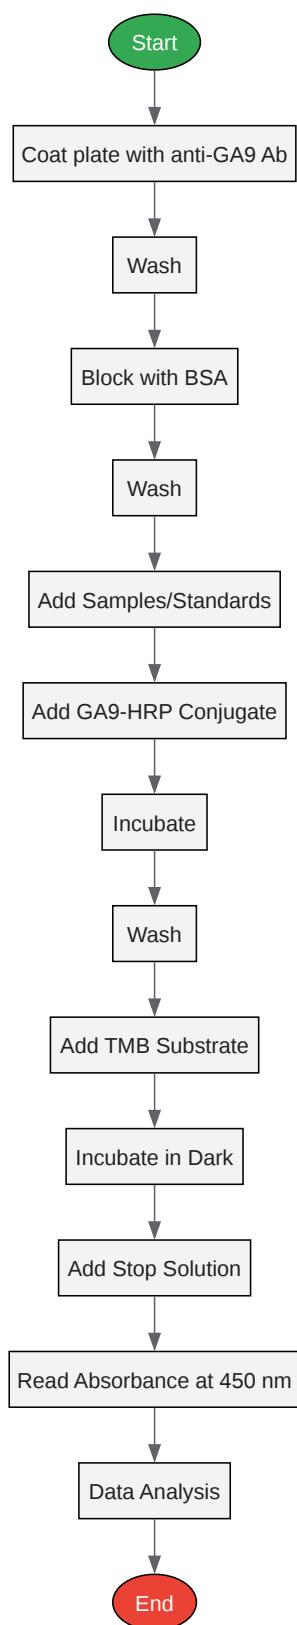 Start
Coat plate with anti-GA9 Ab
Wash
Block with BSA
Wash
Add Samples/Standards
Add GA9-HRP Conjugate
Incubate
Wash
Add TMB Substrate
Incubate in Dark
Add Stop Solution
Read Absorbance at 450 nm
Data Analysis
End